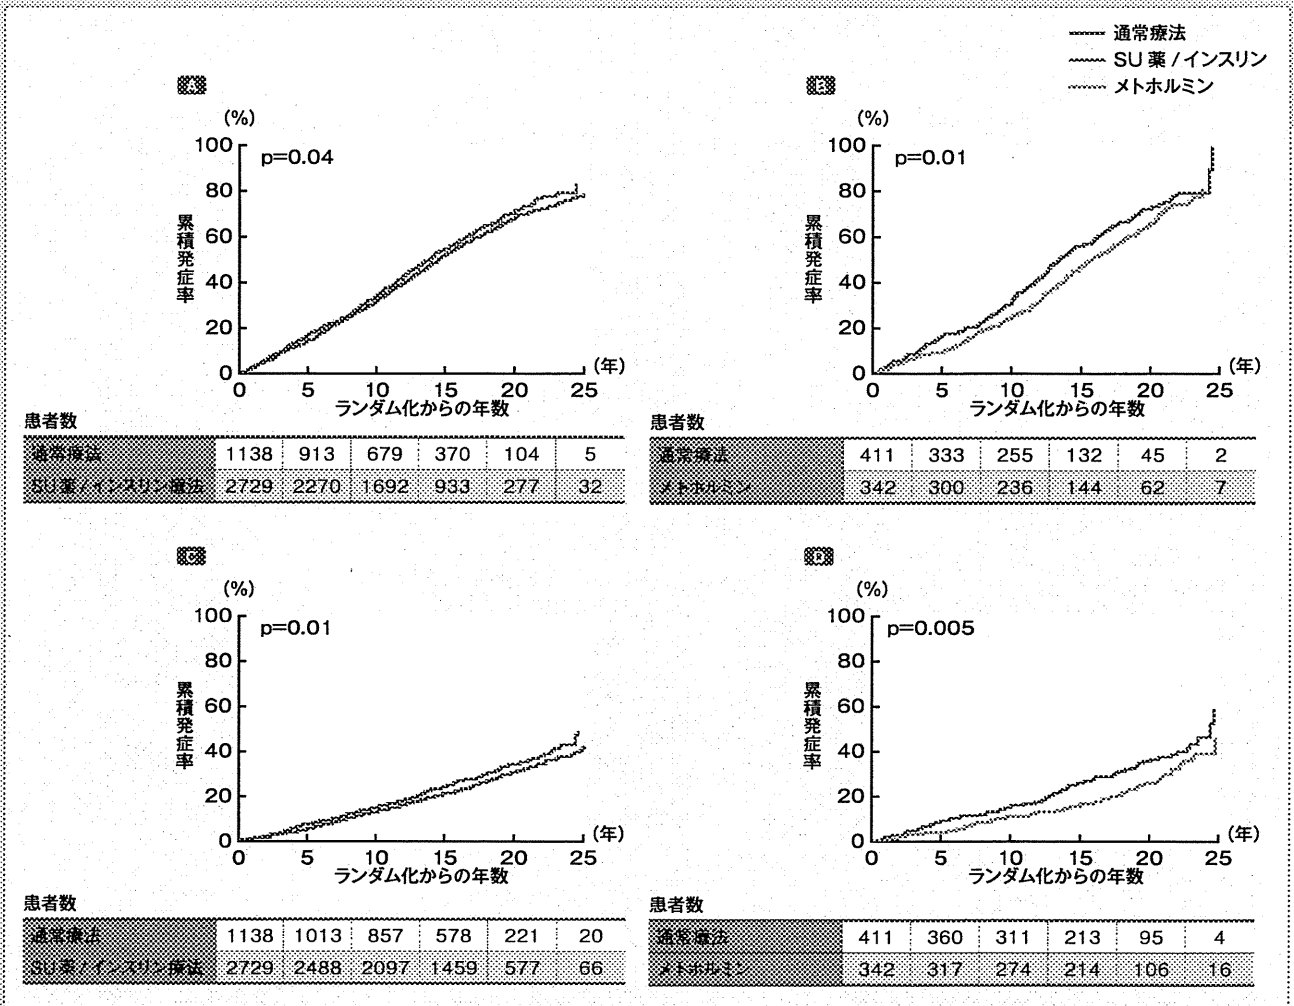 通常療法
SU 薬 / インスリン
メトホルミン
A
(%)
100
p=0.04
80
60
40
20
0
累積発症率
(年)
0 5 10 15 20 25
ランダム化からの年数
患者数
通常療法 1138 913 679 370 104 5
SU薬/インスリン療法 2729 2270 1692 933 277 32
B
(%)
100
p=0.01
80
60
40
20
0
累積発症率
(年)
0 5 10 15 20 25
ランダム化からの年数
患者数
通常療法 411 333 255 132 45 2
メトホルミン 342 300 236 144 62 7
C
(%)
100
p=0.01
80
60
40
20
0
累積発症率
(年)
0 5 10 15 20 25
ランダム化からの年数
患者数
通常療法 1138 1013 857 578 221 20
SU薬/インスリン療法 2729 2488 2097 1459 577 66
(%)
100
p=0.005
80
60
40
20
0
累積発症率
(年)
0 5 10 15 20 25
ランダム化からの年数
患者数
通常療法 411 360 311 213 95 4
メトホルミン 342 317 274 214 106 16